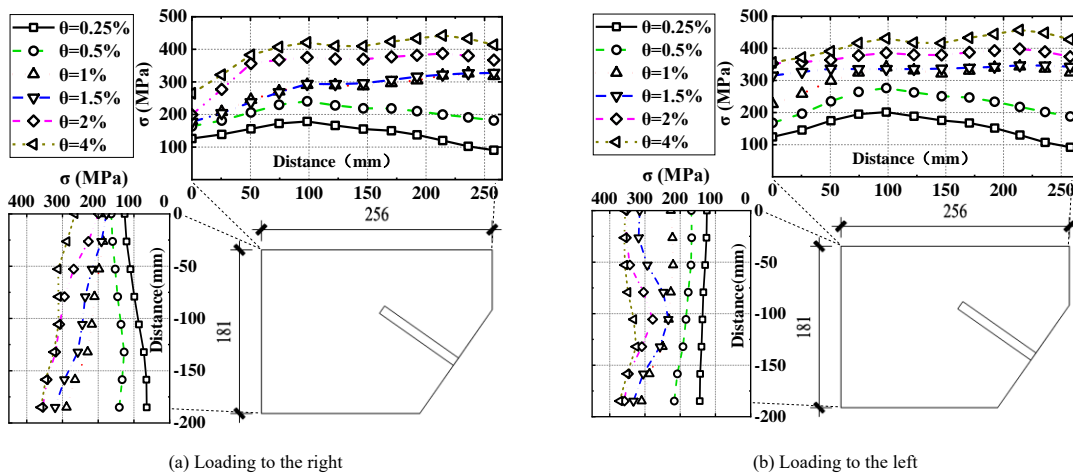 θ=0.25%
θ=0.5%
θ=1%
θ=1.5%
θ=2%
θ=4%
σ (MPa)
500
400
300
200
100
Distance（mm）
0 50 100 150 200 250
σ (MPa)
400 300 200 100 0
0
-50
-100
-150
-200
Distance(mm)
256
181
(a) Loading to the right
θ=0.25%
θ=0.5%
θ=1%
θ=1.5%
θ=2%
θ=4%
σ (MPa)
500
400
300
200
100
Distance（mm）
0 50 100 150 200 250
σ (MPa)
400 300 200 100 0
0
-50
-100
-150
-200
Distance(mm)
256
181
(b) Loading to the left